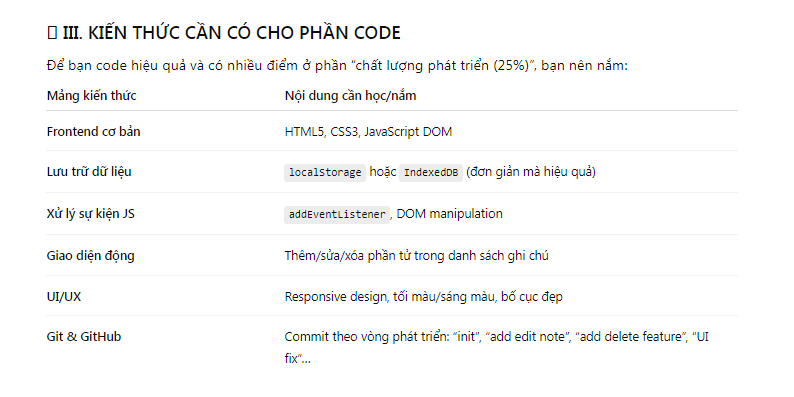 III. KIẾN THỨC CẦN CÓ CHO PHẦN CODE
Để bạn code hiệu quả và có nhiều điểm ở phần “chất lượng phát triển (25%)”, bạn nên nắm:
Mảng kiến thức Nội dung cần học/nắm
Frontend cơ bản HTML5, CSS3, JavaScript DOM
Lưu trữ dữ liệu localStorage hoặc IndexedDB (đơn giản mà hiệu quả)
Xử lý sự kiện JS addEventListener, DOM manipulation
Giao diện động Thêm/sửa/xóa phần tử trong danh sách ghi chú
UI/UX Responsive design, tối màu/sáng màu, bố cục đẹp
Git & GitHub Commit theo vòng phát triển: “init”, “add edit note”, “add delete feature”, “UI
fix”...